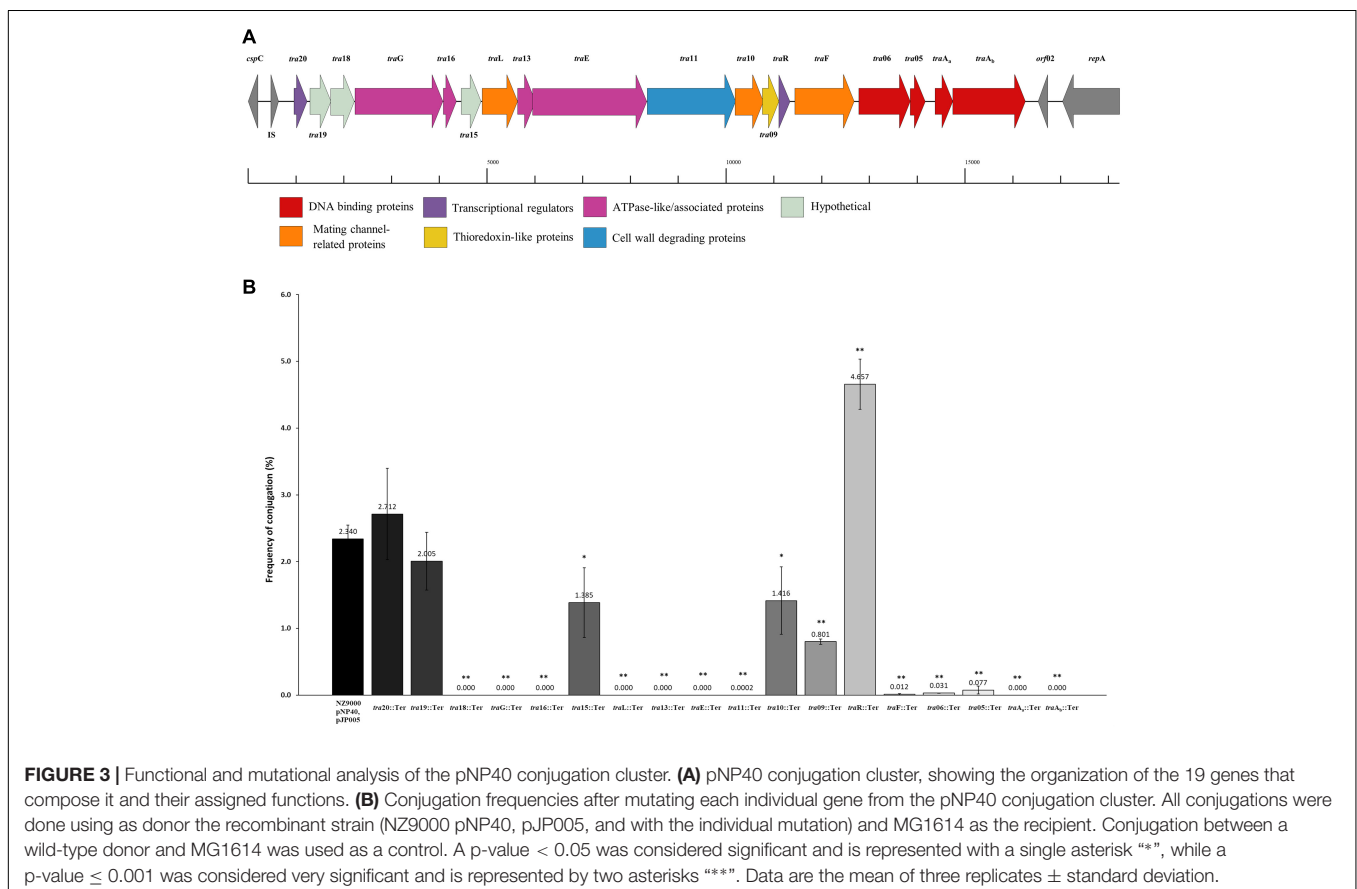 A
cspC tra20 tra18 traG tra16 traL tra13 traE tra11 tra10 traR traF tra06 tra05 traAa traAb orf02 repA
IS tra19 tra15 tra09
5000 10000 15000
DNA binding proteins Transcriptional regulators ATPase-like/associated proteins Hypothetical
Mating channel-
related proteins Thioredoxin-like proteins Cell wall degrading proteins
B
Frequency of conjugation (%)
6.0
5.0
4.0
3.0
2.0
1.0
0.0
2.340 2.712 2.005 ** 0.000 ** 0.000 ** 0.000 * 1.385 ** 0.000 ** 0.000 ** 0.000 ** 0.0002 * 1.416 ** 0.801 ** 4.657 ** 0.012 ** 0.031 ** 0.077 ** 0.000 ** 0.000
NZ9000
pNP40,
pJP005
tra20::Ter tra19::Ter tra18::Ter traG::Ter tra16::Ter tra15::Ter traL::Ter tra13::Ter traE::Ter tra11::Ter tra10::Ter tra09::Ter traR::Ter traF::Ter tra06::Ter tra05::Ter traAa::Ter traAb::Ter
FIGURE 3 | Functional and mutational analysis of the pNP40 conjugation cluster. (A) pNP40 conjugation cluster, showing the organization of the 19 genes that
compose it and their assigned functions. (B) Conjugation frequencies after mutating each individual gene from the pNP40 conjugation cluster. All conjugations were
done using as donor the recombinant strain (NZ9000 pNP40, pJP005, and with the individual mutation) and MG1614 as the recipient. Conjugation between a
wild-type donor and MG1614 was used as a control. A p-value < 0.05 was considered significant and is represented with a single asterisk “*”, while a
p-value ≤ 0.001 was considered very significant and is represented by two asterisks “**”. Data are the mean of three replicates ± standard deviation.